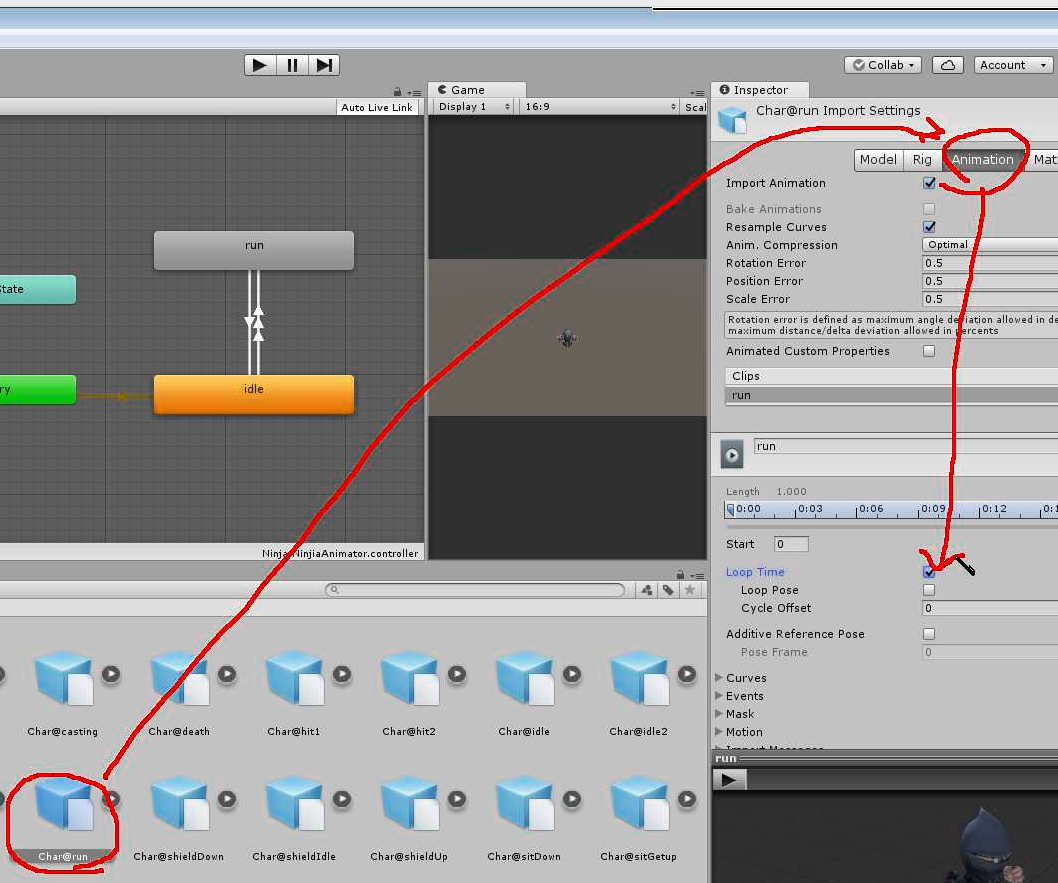 Collab
Account
Game
Inspector
Auto Live Link
Display 1
16:9
Scal
Char@run Import Settings
Model
Rig
Animation
Mat
Import Animation
Bake Animations
Resample Curves
Anim. Compression
Optimal
Rotation Error
0.5
Position Error
0.5
Scale Error
0.5
Rotation Error is defined as maximum angle deviation allowed in de
maximum distance/delta deviation allowed in percents
Animated Custom Properties
Clips
run
run
Length 1.000
0:00 0:03 0:06 0:09 0:12 0:1
Start 0
Loop Time
Loop Pose
Cycle Offset
0
Additive Reference Pose
Pose Frame
0
Curves
Events
Mask
Motion
Import Messages
run
run
State
ry
idle
Ninja/NinjiaAnimator.controller
Char@casting
Char@death
Char@hit1
Char@hit2
Char@idle
Char@idle2
Char@run
Char@shieldDown
Char@shieldIdle
Char@shieldUp
Char@sitDown
Char@sitGetup